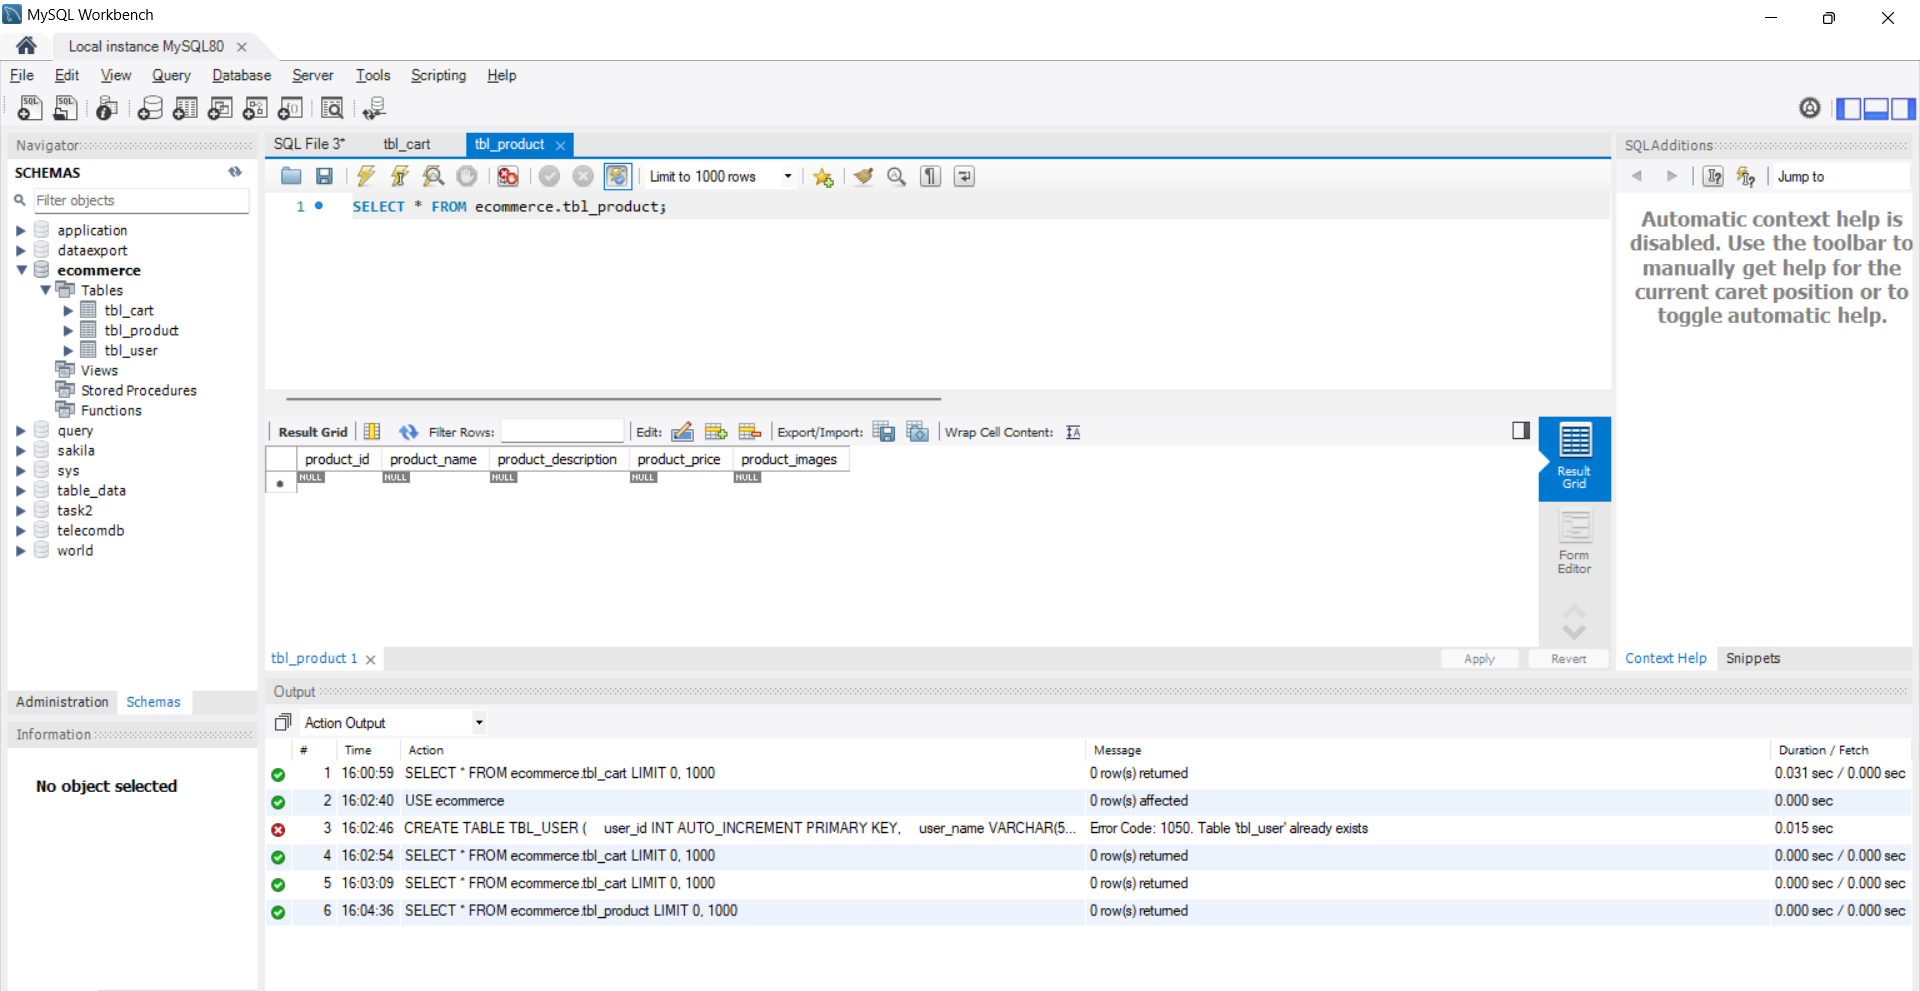 MySQL Workbench
Local instance MySQL80
File Edit View Query Database Server Tools Scripting Help
Navigator
SCHEMAS
Filter objects
application
dataexport
ecommerce
Tables
tbl_cart
tbl_product
tbl_user
Views
Stored Procedures
Functions
query
sakila
sys
table_data
task2
telecomdb
world
Administration Schemas
Information
No object selected
SQL File 3* tbl_cart tbl_product
Limit to 1000 rows
1 SELECT * FROM ecommerce.tbl_product;
Result Grid Filter Rows: Edit: Export/Import: Wrap Cell Content:
product_id product_name product_description product_price product_images
NULL NULL NULL NULL NULL
Result
Grid
Form
Editor
tbl_product 1 Apply Revert
SQLAdditions
Jump to
Automatic context help is
disabled. Use the toolbar to
manually get help for the
current caret position or to
toggle automatic help.
Context Help Snippets
Output
Action Output
# Time Action Message Duration / Fetch
1 16:00:59 SELECT * FROM ecommerce.tbl_cart LIMIT 0, 1000 0 row(s) returned 0.031 sec / 0.000 sec
2 16:02:40 USE ecommerce 0 row(s) affected 0.000 sec
3 16:02:46 CREATE TABLE TBL_USER ( user_id INT AUTO_INCREMENT PRIMARY KEY, user_name VARCHAR(5... Error Code: 1050. Table 'tbl_user' already exists 0.015 sec
4 16:02:54 SELECT * FROM ecommerce.tbl_cart LIMIT 0, 1000 0 row(s) returned 0.000 sec / 0.000 sec
5 16:03:09 SELECT * FROM ecommerce.tbl_cart LIMIT 0, 1000 0 row(s) returned 0.000 sec / 0.000 sec
6 16:04:36 SELECT * FROM ecommerce.tbl_product LIMIT 0, 1000 0 row(s) returned 0.000 sec / 0.000 sec